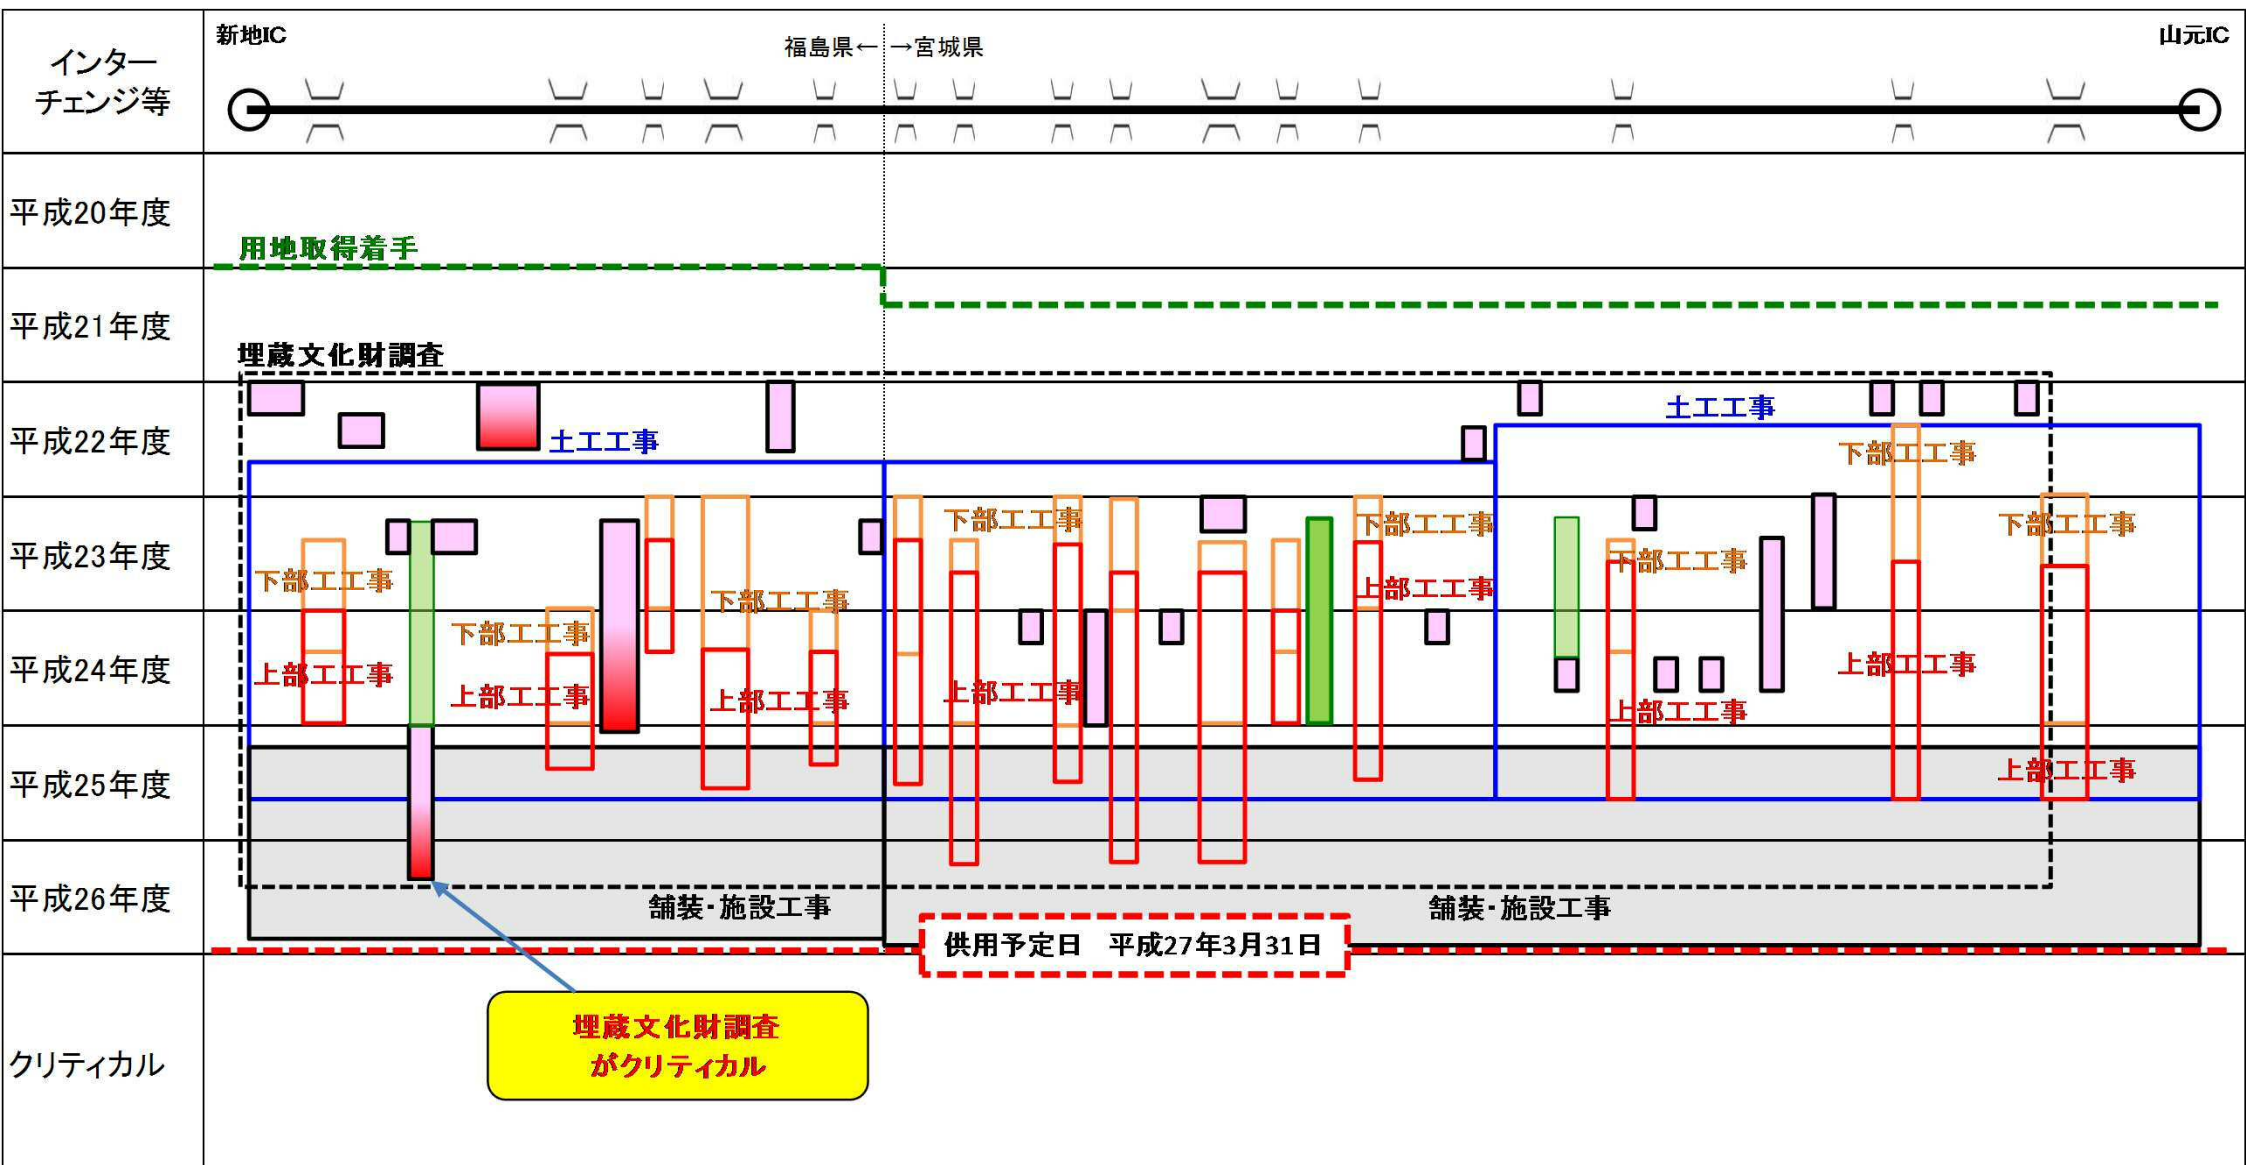 インター
チェンジ等
新地IC
福島県←
→宮城県
山元IC
平成20年度
用地取得着手
平成21年度
埋蔵文化財調査
平成22年度
土工工事
土工工事
下部工工事
平成23年度
下部工工事
下部工工事
下部工工事
下部工工事
下部工工事
下部工工事
上部工工事
下部工工事
平成24年度
下部工工事
上部工工事
上部工工事
上部工工事
上部工工事
上部工工事
上部工工事
平成25年度
上部工工事
平成26年度
舗装・施設工事
舗装・施設工事
供用予定日　平成27年3月31日
クリティカル
埋蔵文化財調査
がクリティカル